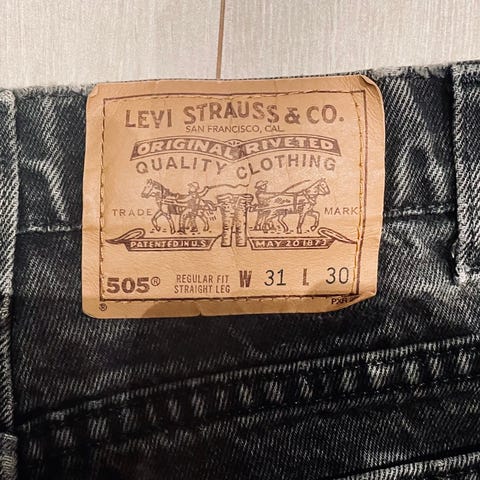 LEVI STRAUSS & CO.
SAN FRANCISCO, CAL.
ORIGINAL RIVETED
QUALITY CLOTHING
TRADE MARK
PATENTED IN U.S. MAY 20 1873
505® REGULAR FIT STRAIGHT LEG W 31 L 30
® PXR